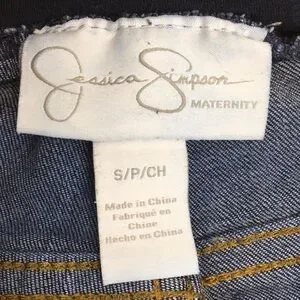 Jessica Simpson
MATERNITY
S/P/CH
Made in China
Fabriqué en
Chine
Hecho en China